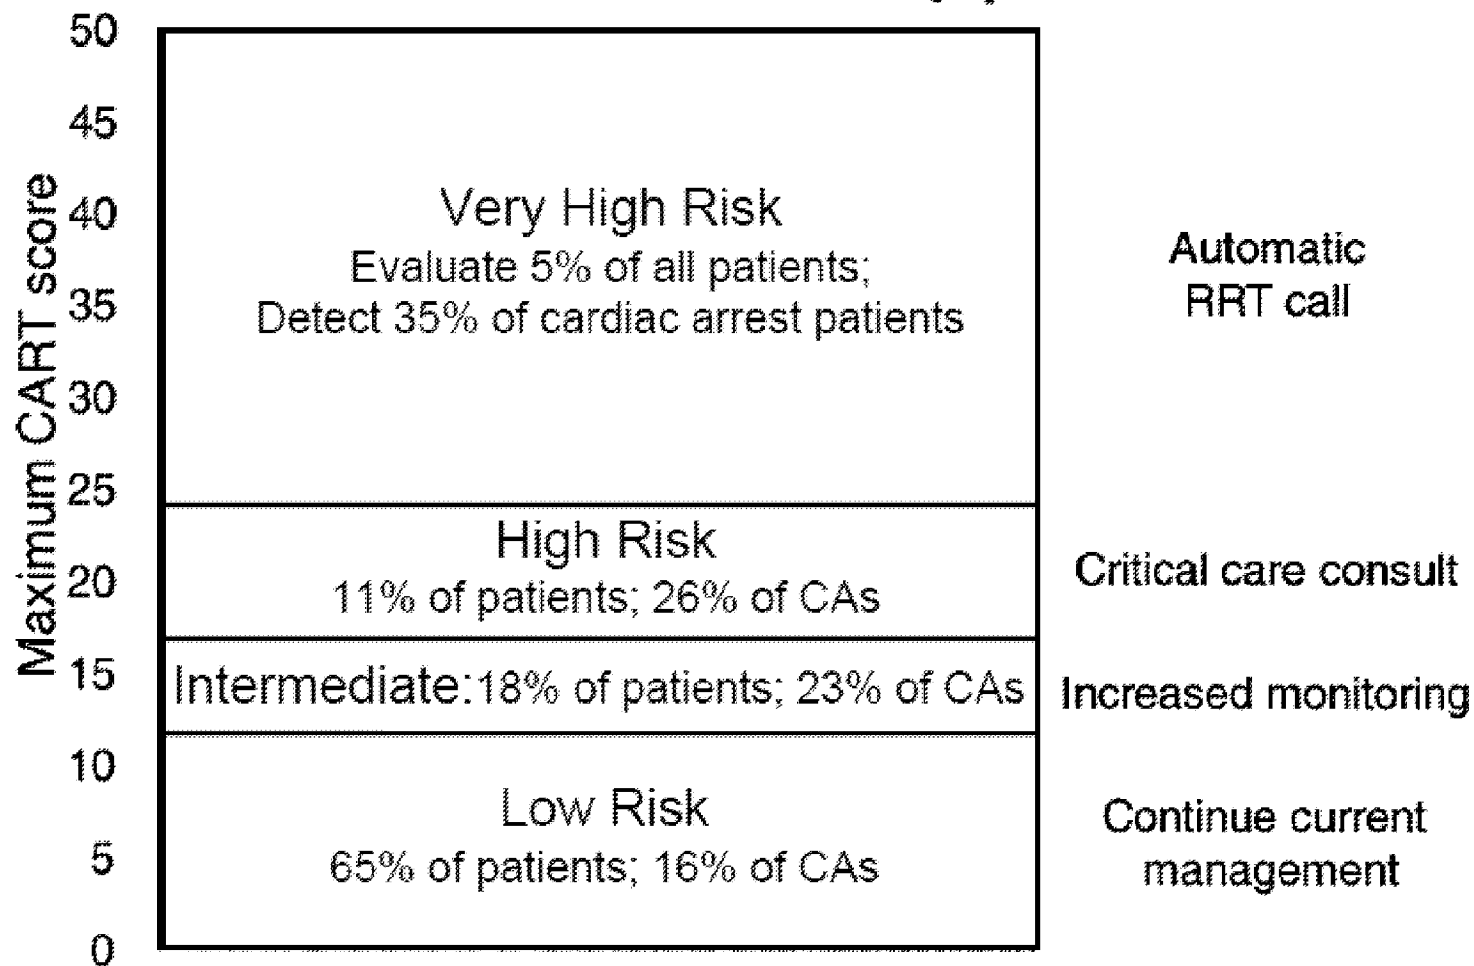 50
45
40
35
30
25
20
15
10
5
0
Maximum CART score
Very High Risk
Evaluate 5% of all patients;
Detect 35% of cardiac arrest patients
Automatic
RRT call
High Risk
11% of patients; 26% of CAs
Critical care consult
Intermediate: 18% of patients; 23% of CAs
Increased monitoring
Low Risk
65% of patients; 16% of CAs
Continue current
management